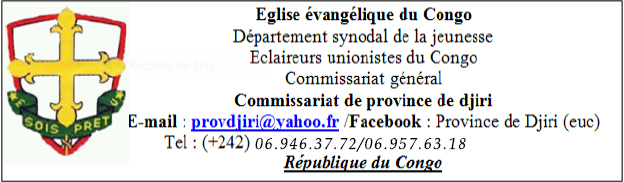 Eglise évangélique du Congo
Département synodal de la jeunesse
Eclaireurs unionistes du Congo
Commissariat général
Commissariat de province de djiri
E-mail : provdjiri@yahoo.fr /Facebook : Province de Djiri (euc)
Tel : (+242) 06.946.37.72/06.957.63.18
République du Congo
E U
SOIS PRET